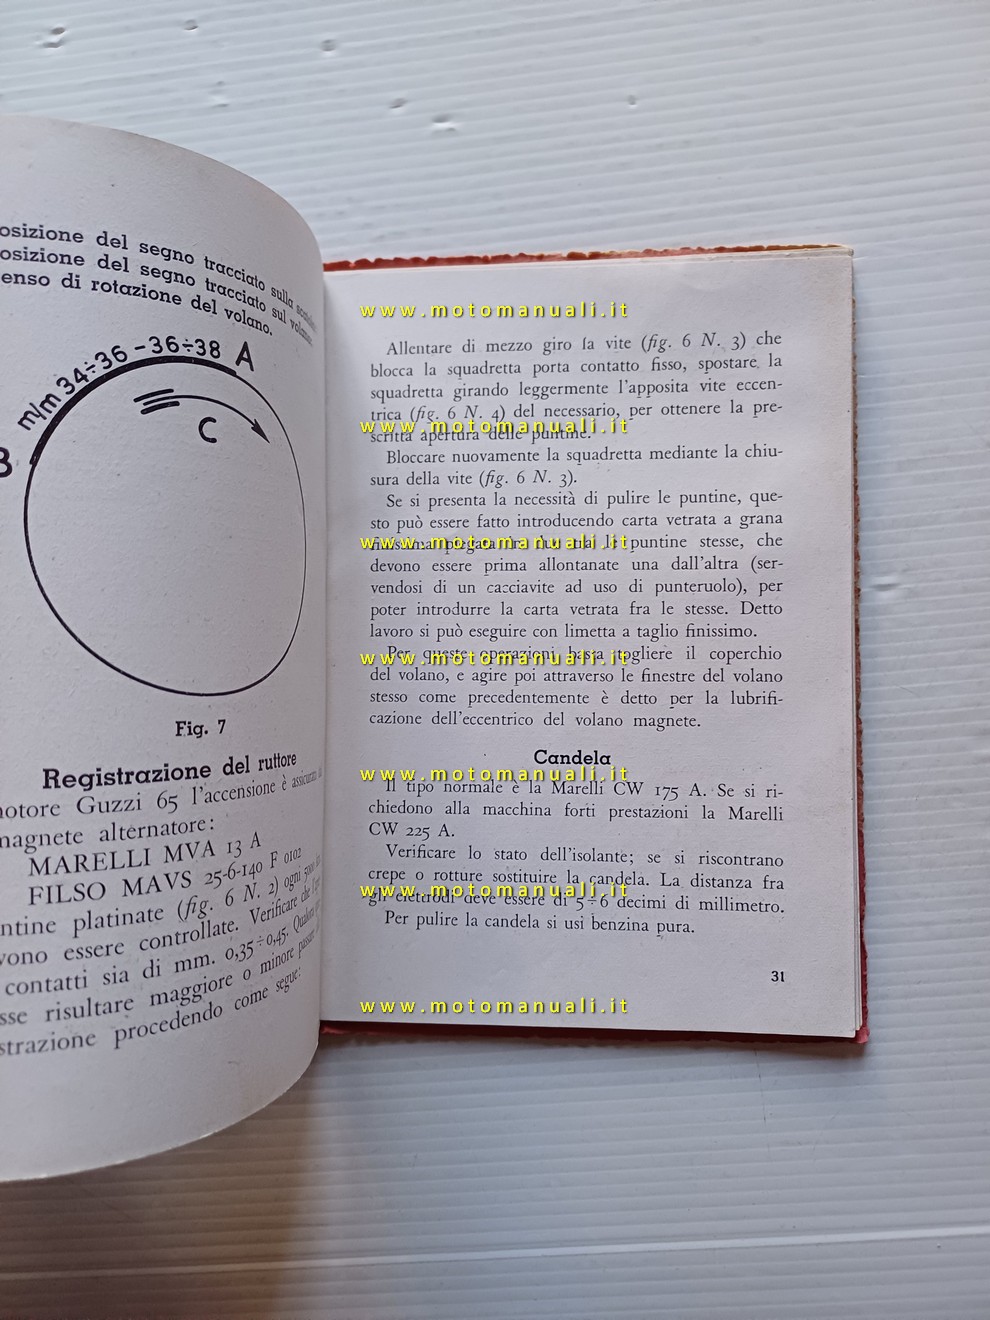 osizione del segno tracciato sulla
osizione del segno tracciato sul volano.
enso di rotazione del volano.
m/m 34÷36 - 36÷38 A
B
C
Fig. 7
Registrazione del ruttore
motore Guzzi 65 l'accensione è assicurata
magnete alternatore:
MARELLI MVA 13 A
FILSO MAVS 25-6-140 F 0102
ntine platinate (fig. 6 N. 2) ogni
vono essere controllate. Verificare che
contatti sia di mm. 0,35÷0,45. Qualora
sse risultare maggiore o minore
strazione procedendo come segue:
www.motomanuali.it
Allentare di mezzo giro la vite (fig. 6 N. 3) che
blocca la squadretta porta contatto fisso, spostare la
squadretta girando leggermente l'apposita vite eccen-
trica (fig. 6 N. 4) del necessario, per ottenere la pre-
www.motomanuali.it
scritta apertura delle puntine.
Bloccare nuovamente la squadretta mediante la chiu-
sura della vite (fig. 6 N. 3).
Se si presenta la necessità di pulire le puntine, que-
sto può essere fatto introducendo carta vetrata a grana
www.motomanuali.it
puntine stesse, che
devono essere prima allontanate una dall'altra (ser-
vendosi di un cacciavite ad uso di punteruolo), per
poter introdurre la carta vetrata fra le stesse. Detto
lavoro si può eseguire con limetta a taglio finissimo.
Per queste operazioni basta togliere il coperchio
www.motomanuali.it
del volano, e agire poi attraverso le finestre del volano
stesso come precedentemente è detto per la lubrifi-
cazione dell'eccentrico del volano magnete.
Candela
www.motomanuali.it
Il tipo normale è la Marelli CW 175 A. Se si ri-
chiedono alla macchina forti prestazioni la Marelli
CW 225 A.
Verificare lo stato dell'isolante; se si riscontrano
crepe o rotture sostituire la candela. La distanza fra
www.motomanuali.it
gli elettrodi deve essere di 5÷6 decimi di millimetro.
Per pulire la candela si usi benzina pura.
31
www.motomanuali.it